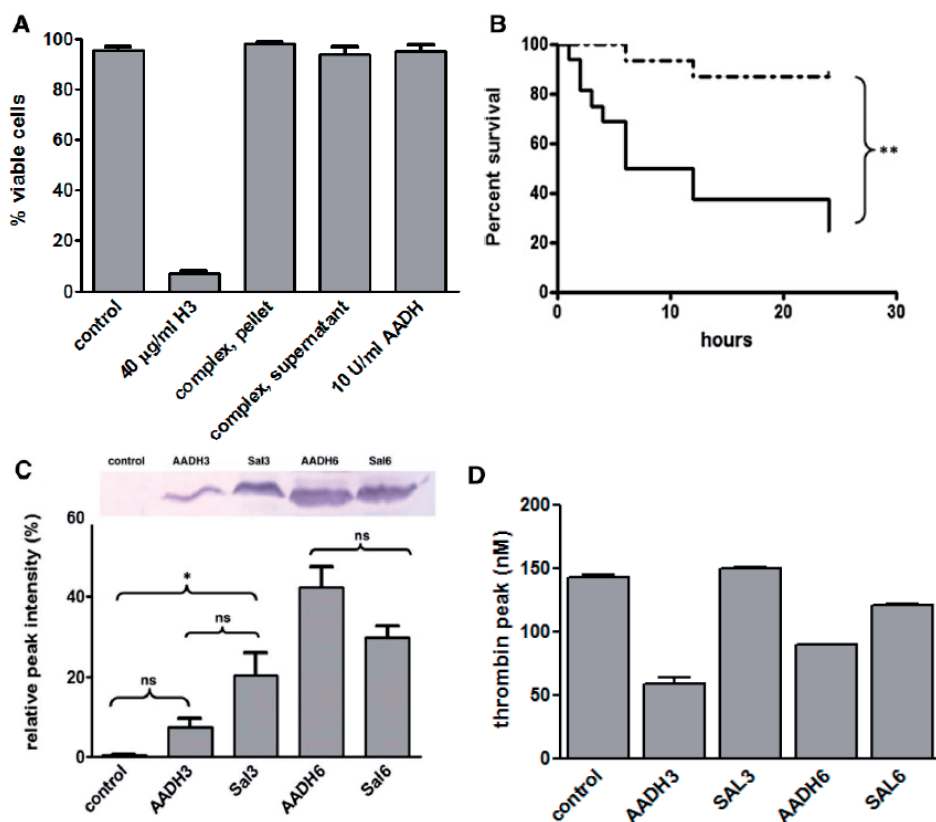 A
% viable cells
100
80
60
40
20
0
control
40 µg/ml H3
complex, pellet
complex, supernatant
10 U/ml AADH
B
Percent survival
100
80
60
40
20
0
0
10
20
30
hours
**
C
control AADH3 Sal3 AADH6 Sal6
relative peak intensity (%)
60
40
20
0
ns
*
ns
ns
control
AADH3
Sal3
AADH6
Sal6
D
thrombin peak (nM)
200
150
100
50
0
control
AADH3
SAL3
AADH6
SAL6